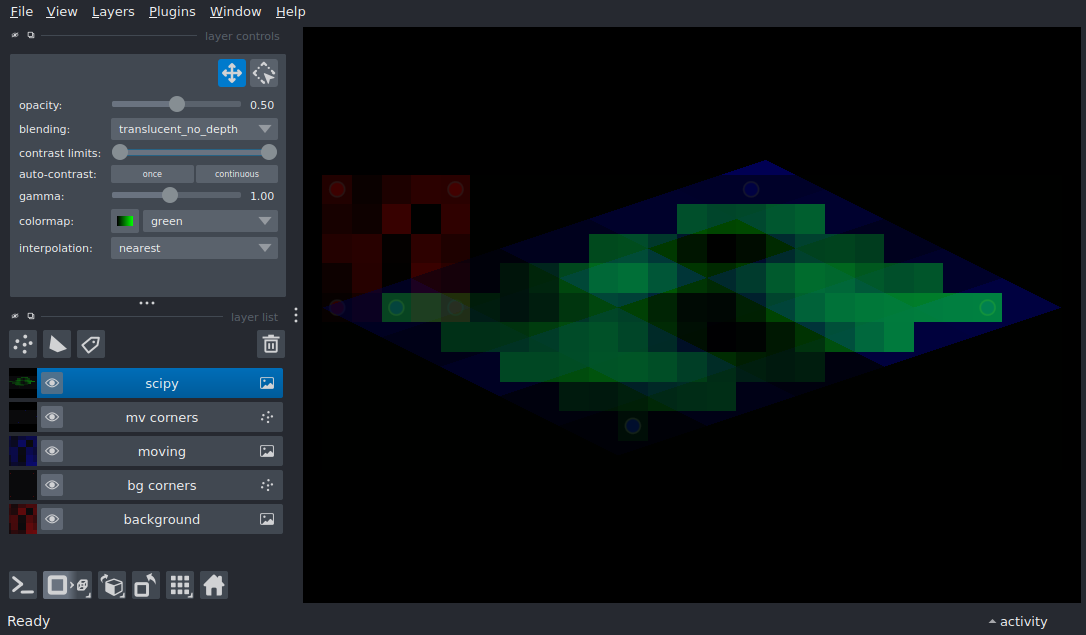 File View Layers Plugins Window Help
layer controls
opacity: 0.50
blending: translucent_no_depth
contrast limits:
auto-contrast: once continuous
gamma: 1.00
colormap: green
interpolation: nearest
layer list
scipy
mv corners
moving
bg corners
background
Ready activity